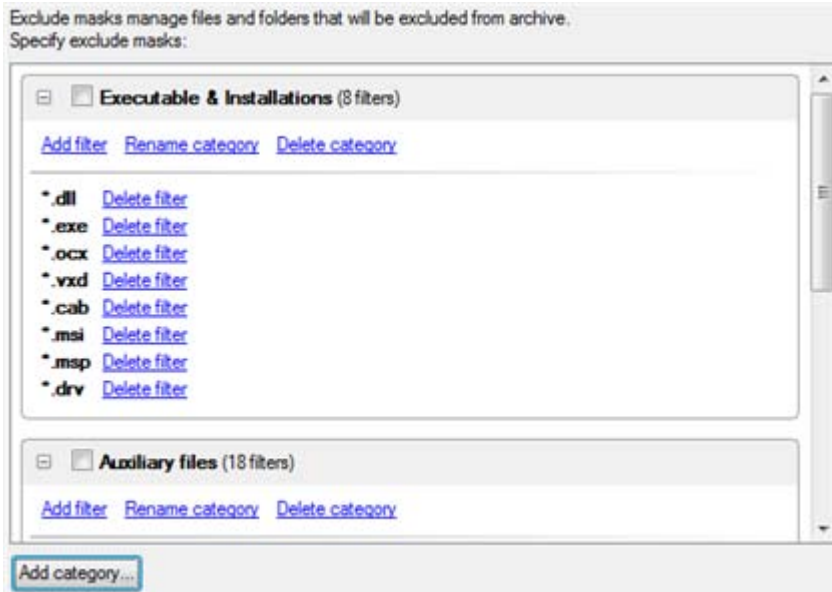 Exclude masks manage files and folders that will be excluded from archive.
Specify exclude masks:
Executable & Installations (8 filters)
Add filter Rename category Delete category
*.dll Delete filter
*.exe Delete filter
*.ocx Delete filter
*.vxd Delete filter
*.cab Delete filter
*.msi Delete filter
*.msp Delete filter
*.drv Delete filter
Auxiliary files (18 filters)
Add filter Rename category Delete category
Add category...